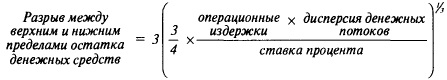 Разрыв между
верхним и нижним
пределами остатка
денежных средств
= 3 ( 3/4 × операционные издержки × дисперсия денежных потоков / ставка процента ) ^ 1/3